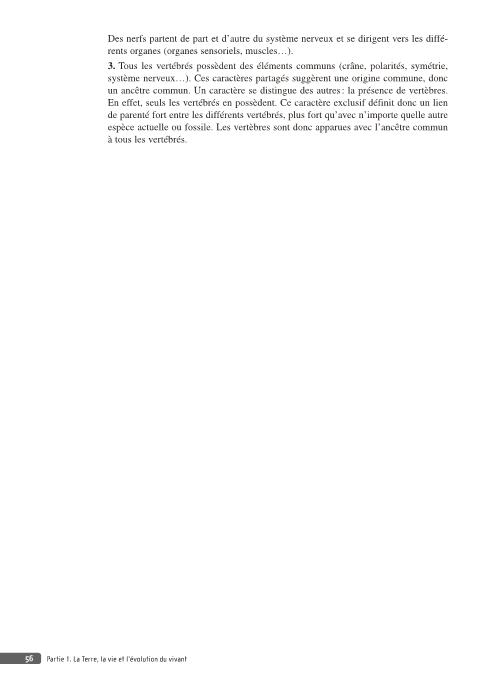 Des nerfs partent de part et d’autre du système nerveux et se dirigent vers les diffé-
rents organes (organes sensoriels, muscles…).
3. Tous les vertébrés possèdent des éléments communs (crâne, polarités, symétrie,
système nerveux…). Ces caractères partagés suggèrent une origine commune, donc
un ancêtre commun. Un caractère se distingue des autres : la présence de vertèbres.
En effet, seuls les vertébrés en possèdent. Ce caractère exclusif définit donc un lien
de parenté fort entre les différents vertébrés, plus fort qu’avec n’importe quelle autre
espèce actuelle ou fossile. Les vertèbres sont donc apparues avec l’ancêtre commun
à tous les vertébrés.
56 Partie 1. La Terre, la vie et l’évolution du vivant